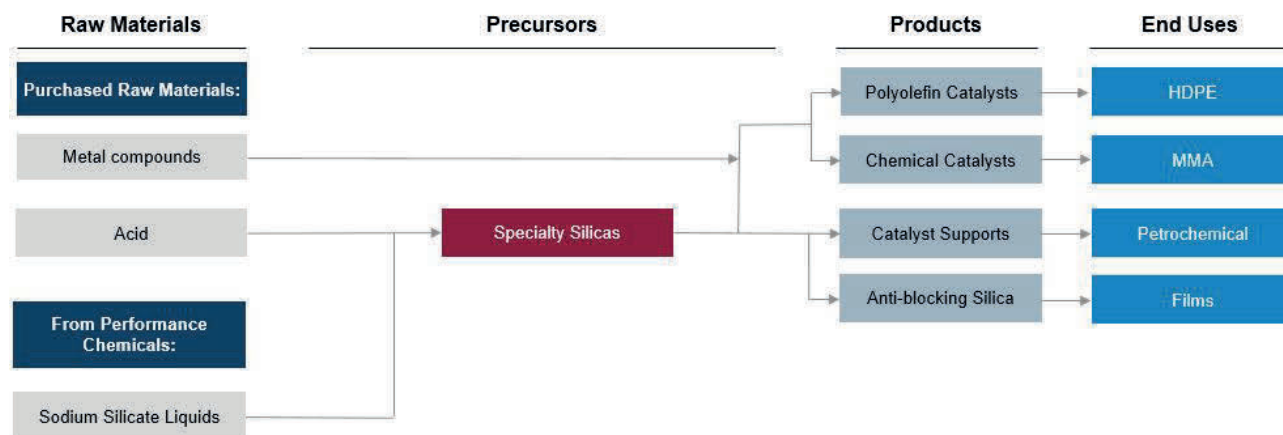 Raw Materials
Precursors
Products
End Uses
Purchased Raw Materials:
Polyolefin Catalysts
HDPE
Metal compounds
Chemical Catalysts
MMA
Acid
Specialty Silicas
Catalyst Supports
Petrochemical
Anti-blocking Silica
Films
From Performance
Chemicals:
Sodium Silicate Liquids